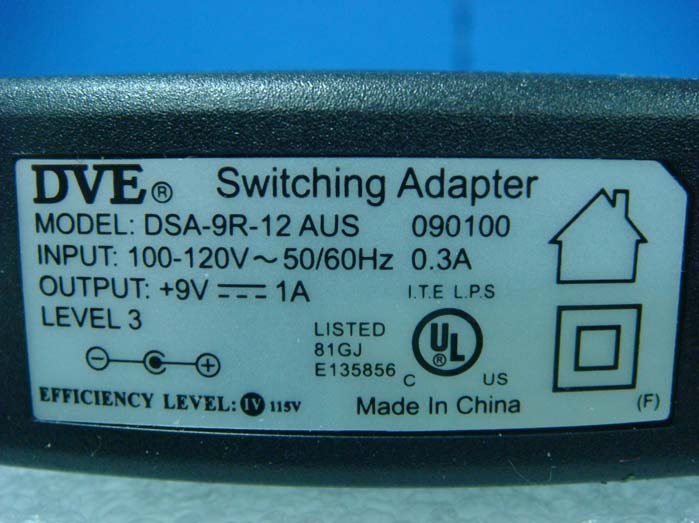 DVE® Switching Adapter
MODEL: DSA-9R-12 AUS 090100
INPUT: 100-120V~50/60Hz 0.3A
OUTPUT: +9V⎓1A I.T.E L.P.S
LEVEL 3
LISTED
81GJ
E135856
C UL US
EFFICIENCY LEVEL: IV 115V
Made In China
(F)